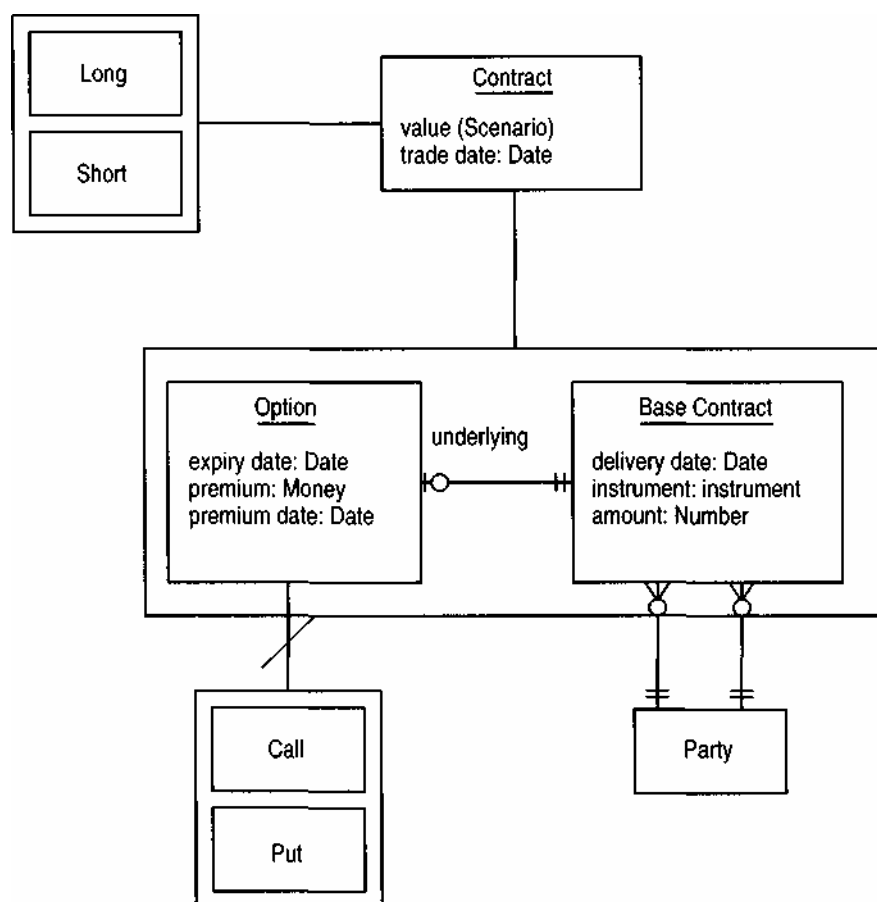 Long
Short
Contract
value (Scenario)
trade date: Date
Option
expiry date: Date
premium: Money
premium date: Date
underlying
Base Contract
delivery date: Date
instrument: instrument
amount: Number
Call
Put
Party